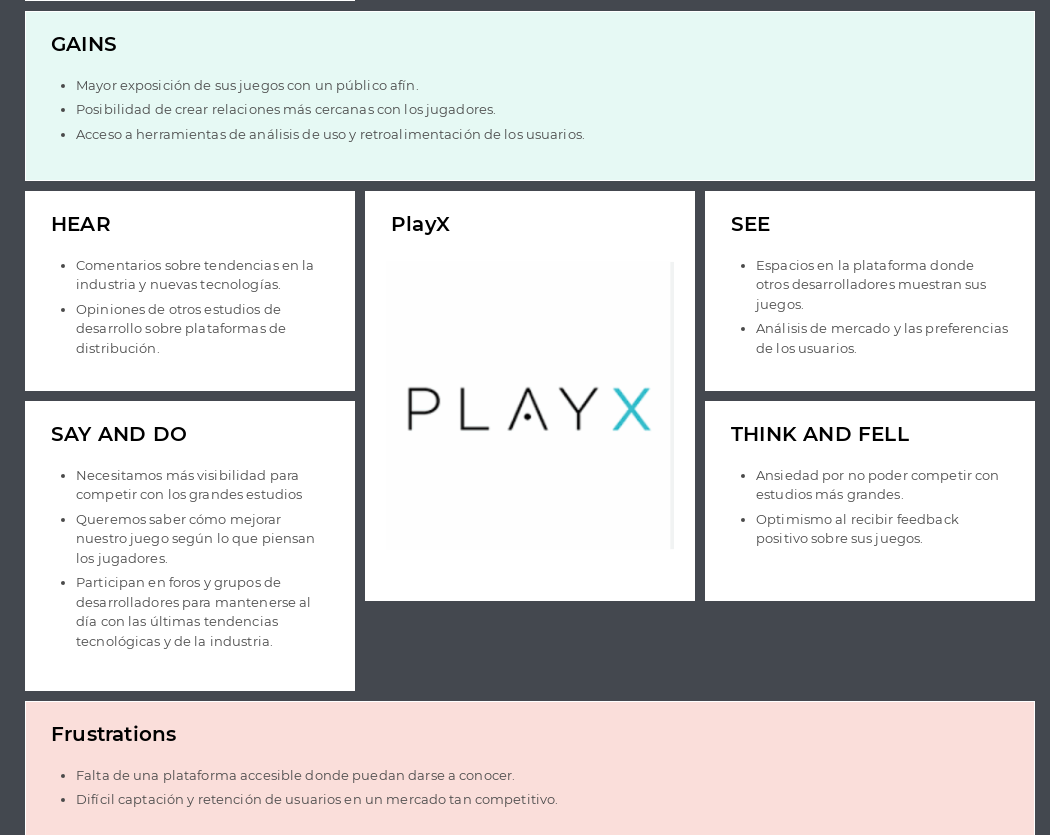 GAINS
Mayor exposición de sus juegos con un público afín.
Posibilidad de crear relaciones más cercanas con los jugadores.
Acceso a herramientas de análisis de uso y retroalimentación de los usuarios.
HEAR
Comentarios sobre tendencias en la
industria y nuevas tecnologías.
Opiniones de otros estudios de
desarrollo sobre plataformas de
distribución.
PlayX
PLAYX
SEE
Espacios en la plataforma donde
otros desarrolladores muestran sus
juegos.
Análisis de mercado y las preferencias
de los usuarios.
SAY AND DO
Necesitamos más visibilidad para
competir con los grandes estudios
Queremos saber cómo mejorar
nuestro juego según lo que piensan
los jugadores.
Participan en foros y grupos de
desarrolladores para mantenerse al
día con las últimas tendencias
tecnológicas y de la industria.
THINK AND FELL
Ansiedad por no poder competir con
estudios más grandes.
Optimismo al recibir feedback
positivo sobre sus juegos.
Frustrations
Falta de una plataforma accesible donde puedan darse a conocer.
Difícil captación y retención de usuarios en un mercado tan competitivo.